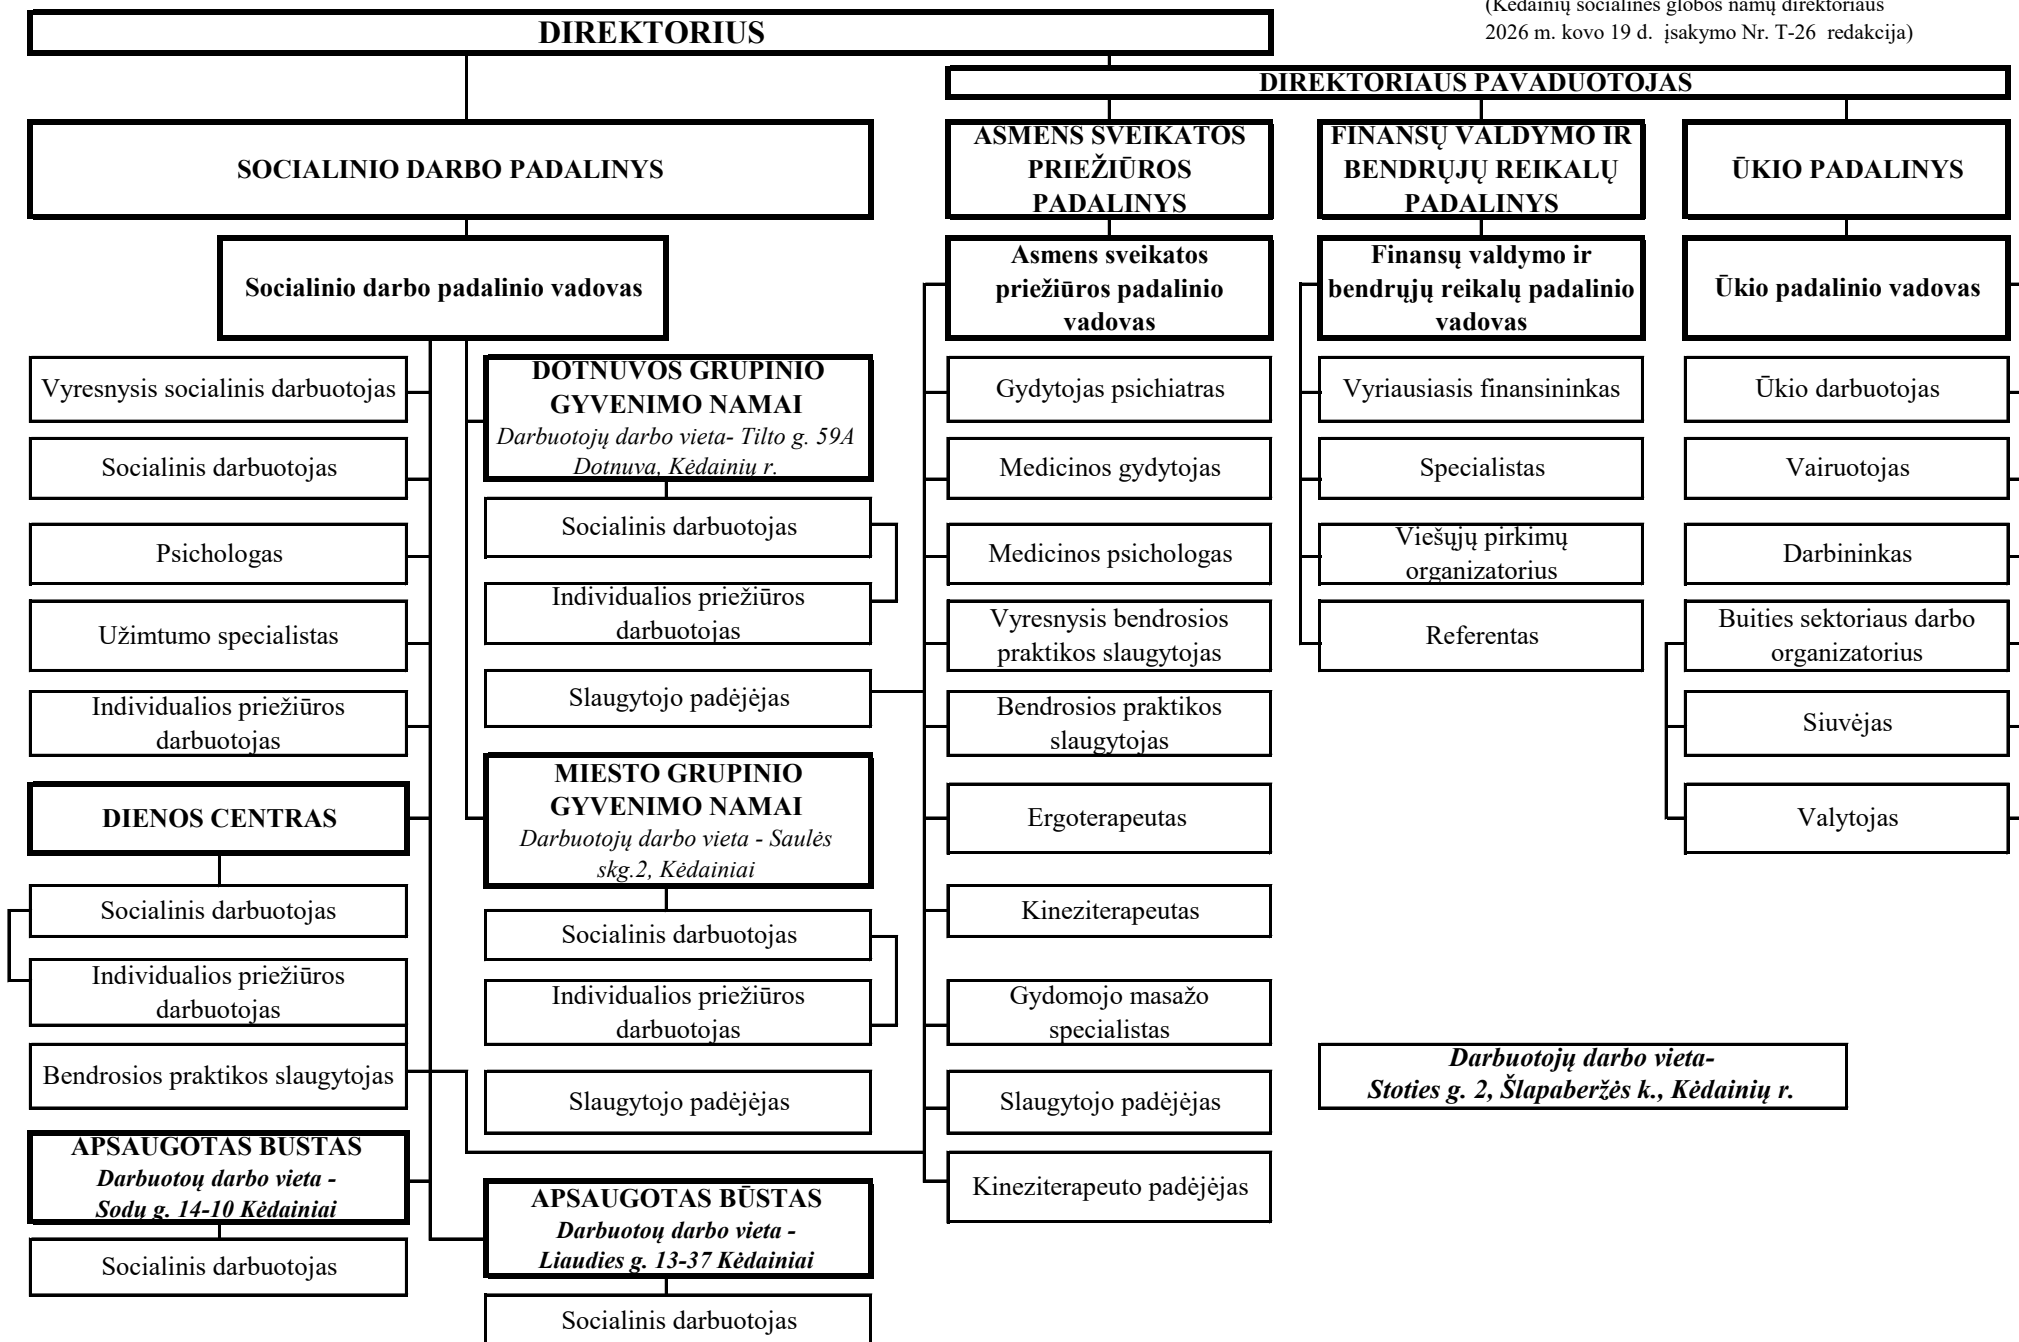 (Kėdainių socialinės globos namų direktoriaus
2026 m. kovo 19 d. įsakymo Nr. T-26 redakcija)
DIREKTORIUS
DIREKTORIAUS PAVADUOTOJAS
SOCIALINIO DARBO PADALINYS
ASMENS SVEIKATOS
PRIEŽIŪROS
PADALINYS
FINANSŲ VALDYMO IR
BENDRŲJŲ REIKALŲ
PADALINYS
ŪKIO PADALINYS
Socialinio darbo padalinio vadovas
Asmens sveikatos
priežiūros padalinio
vadovas
Finansų valdymo ir
bendrųjų reikalų padalinio
vadovas
Ūkio padalinio vadovas
Vyresnysis socialinis darbuotojas
Socialinis darbuotojas
Psichologas
Užimtumo specialistas
Individualios priežiūros
darbuotojas
DIENOS CENTRAS
Socialinis darbuotojas
Individualios priežiūros
darbuotojas
Bendrosios praktikos slaugytojas
APSAUGOTAS BŪSTAS
Darbuotoų darbo vieta -
Sodų g. 14-10 Kėdainiai
Socialinis darbuotojas
DOTNUVOS GRUPINIO
GYVENIMO NAMAI
Darbuotojų darbo vieta- Tilto g. 59A
Dotnuva, Kėdainių r.
Socialinis darbuotojas
Individualios priežiūros
darbuotojas
Slaugytojo padėjėjas
MIESTO GRUPINIO
GYVENIMO NAMAI
Darbuotojų darbo vieta - Saulės
skg.2, Kėdainiai
Socialinis darbuotojas
Individualios priežiūros
darbuotojas
Slaugytojo padėjėjas
APSAUGOTAS BŪSTAS
Darbuotoų darbo vieta -
Liaudies g. 13-37 Kėdainiai
Socialinis darbuotojas
Gydytojas psichiatras
Medicinos gydytojas
Medicinos psichologas
Vyresnysis bendrosios
praktikos slaugytojas
Bendrosios praktikos
slaugytojas
Ergoterapeutas
Kineziterapeutas
Gydomojo masažo
specialistas
Slaugytojo padėjėjas
Kineziterapeuto padėjėjas
Vyriausiasis finansininkas
Specialistas
Viešųjų pirkimų
organizatorius
Referentas
Ūkio darbuotojas
Vairuotojas
Darbininkas
Buities sektoriaus darbo
organizatorius
Siuvėjas
Valytojas
Darbuotojų darbo vieta-
Stoties g. 2, Šlapaberžės k., Kėdainių r.